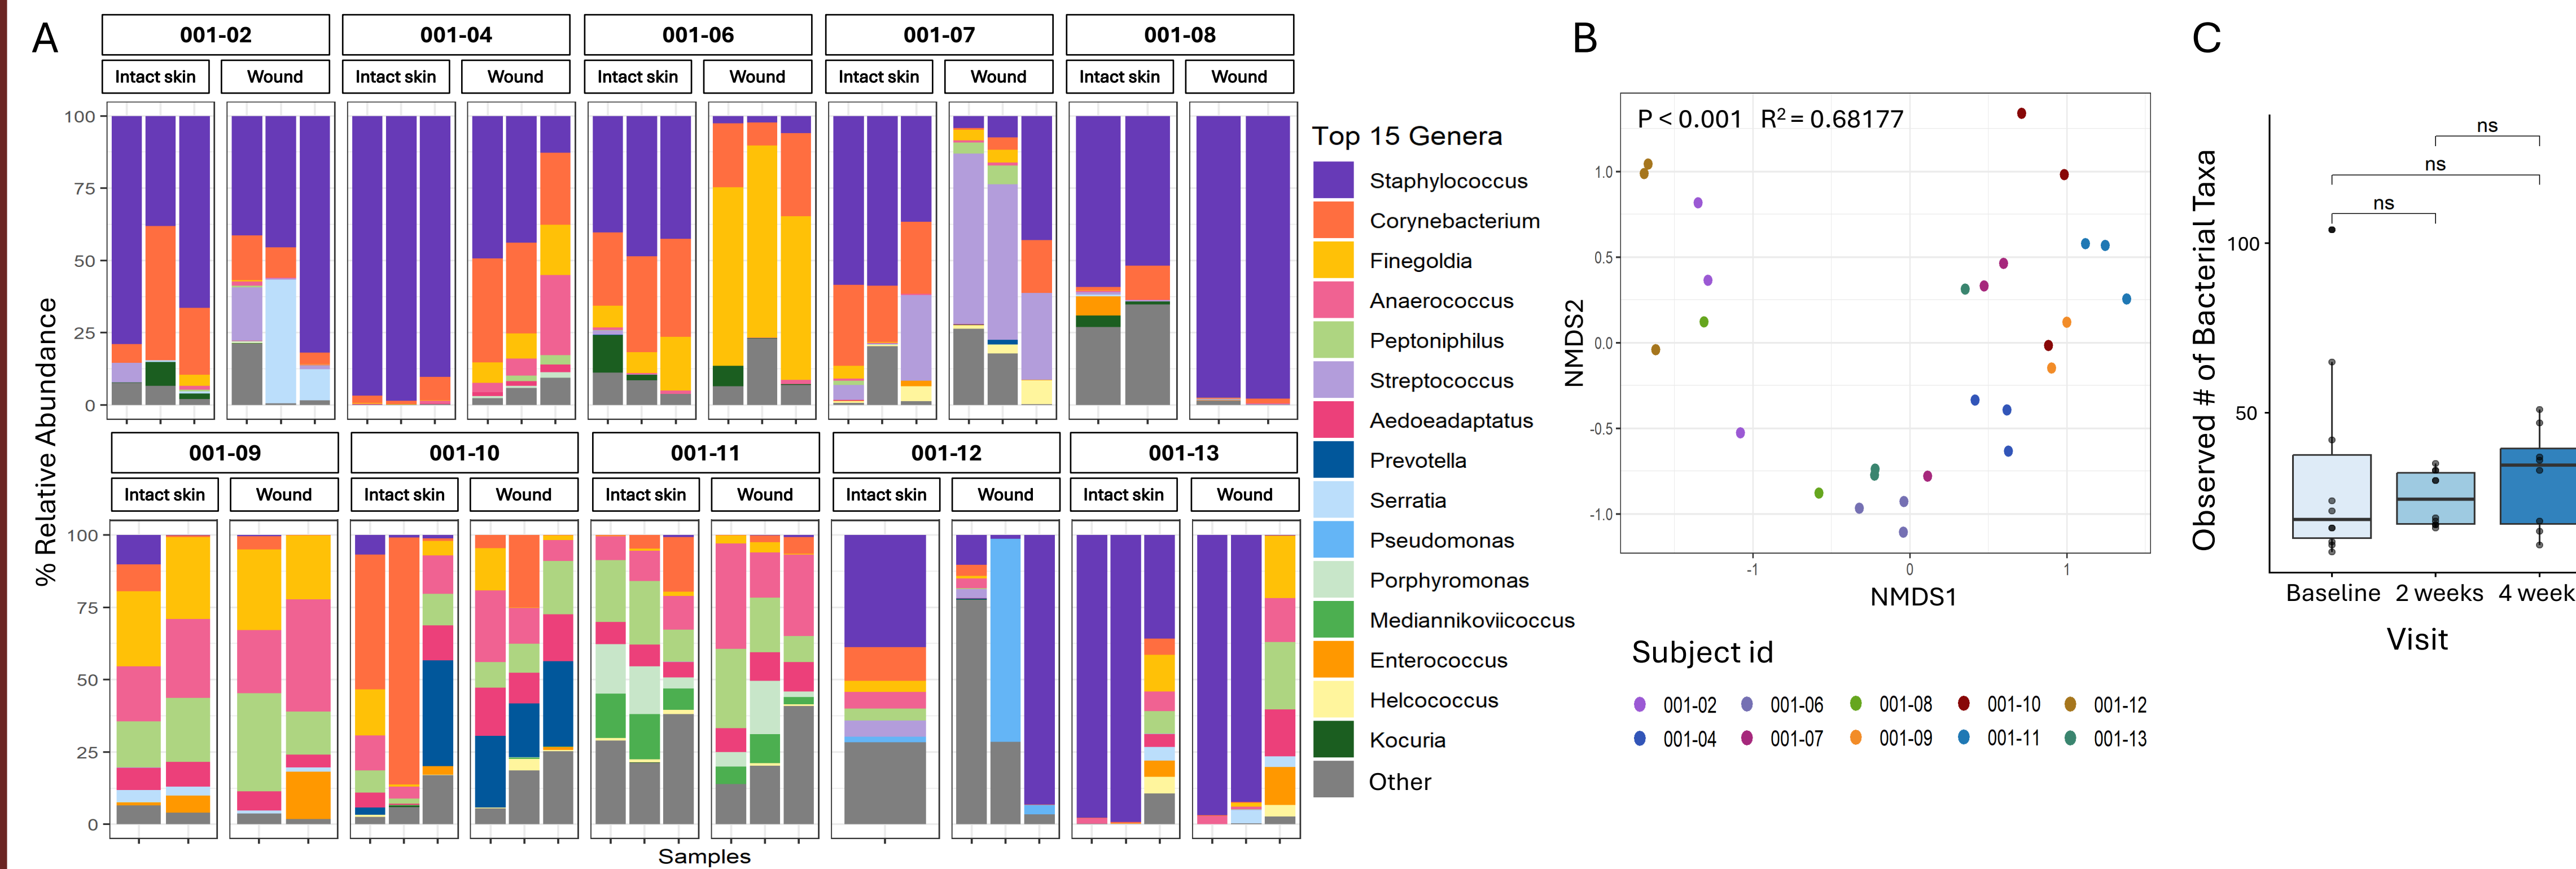 A
001-02
001-04
001-06
001-07
001-08
Intact skin
Wound
Intact skin
Wound
Intact skin
Wound
Intact skin
Wound
Intact skin
Wound
100
75
50
25
0
% Relative Abundance
001-09
001-10
001-11
001-12
001-13
Intact skin
Wound
Intact skin
Wound
Intact skin
Wound
Intact skin
Wound
Intact skin
Wound
100
75
50
25
0
Samples
Top 15 Genera
Staphylococcus
Corynebacterium
Finegoldia
Anaerococcus
Peptoniphilus
Streptococcus
Aedoeadaptatus
Prevotella
Serratia
Pseudomonas
Porphyromonas
Mediannikoviicoccus
Enterococcus
Helcococcus
Kocuria
Other
B
P < 0.001 R² = 0.68177
1.0
0.5
0.0
-0.5
-1.0
NMDS2
-1 0 1
NMDS1
Subject id
001-02 001-06 001-08 001-10 001-12
001-04 001-07 001-09 001-11 001-13
C
ns
ns
ns
100
50
Observed # of Bacterial Taxa
Baseline 2 weeks 4 week
Visit